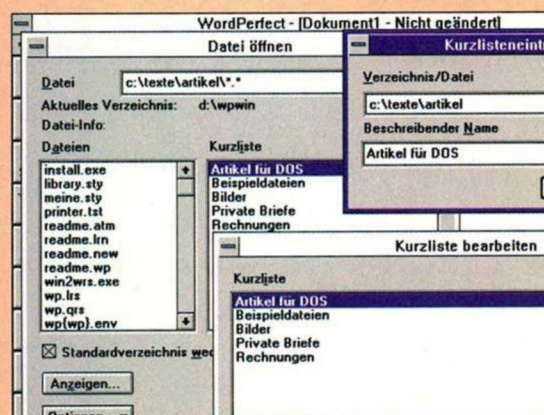 WordPerfect - [Dokument1 - Nicht geändert]
Datei öffnen
Datei
c:\texte\artikel\*.*
Aktuelles Verzeichnis: d:\wpwin
Datei-Info:
Dateien
install.exe
library.sty
meine.sty
printer.tst
readme.atm
readme.lrn
readme.new
readme.wp
win2wrs.exe
wp.lrs
wp.qrs
wp{wp}.env
Kurzliste
Artikel für DOS
Beispieldateien
Bilder
Private Briefe
Rechnungen
Standardverzeichnis wec
Anzeigen...
Kurzlisteneintr
Verzeichnis/Datei
c:\texte\artikel
Beschreibender Name
Artikel für DOS
Kurzliste bearbeiten
Kurzliste
Artikel für DOS
Beispieldateien
Bilder
Private Briefe
Rechnungen